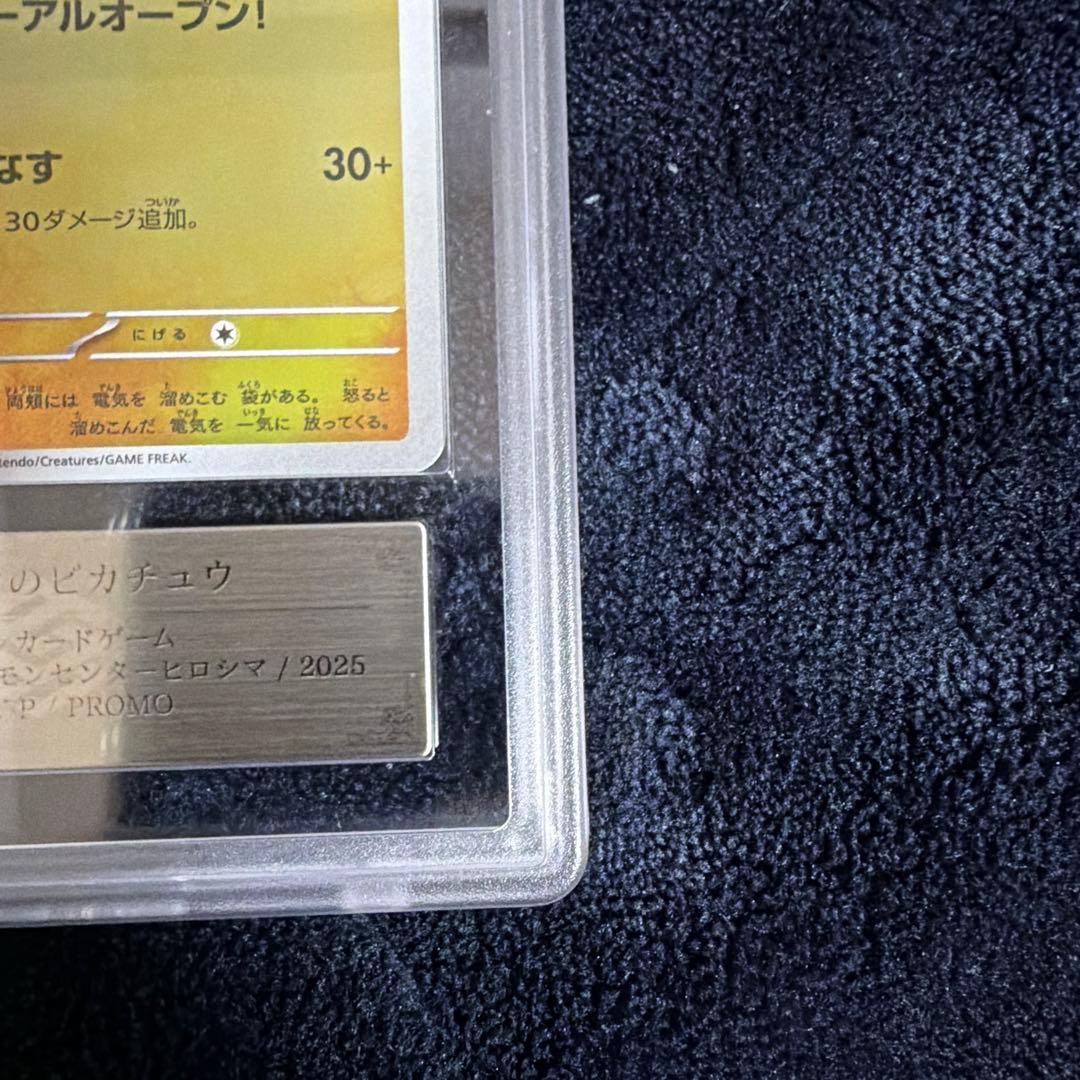 ーアルオープン!
なす 30+
30ダメージ追加。
にげる
両頬には 電気を 溜めこむ 袋がある。 怒ると
溜めこんだ 電気を 一気に 放ってくる。
tendo/Creatures/GAME FREAK.
のピカチュウ
カードゲーム
モンセンターヒロシマ / 2025
P / PROMO